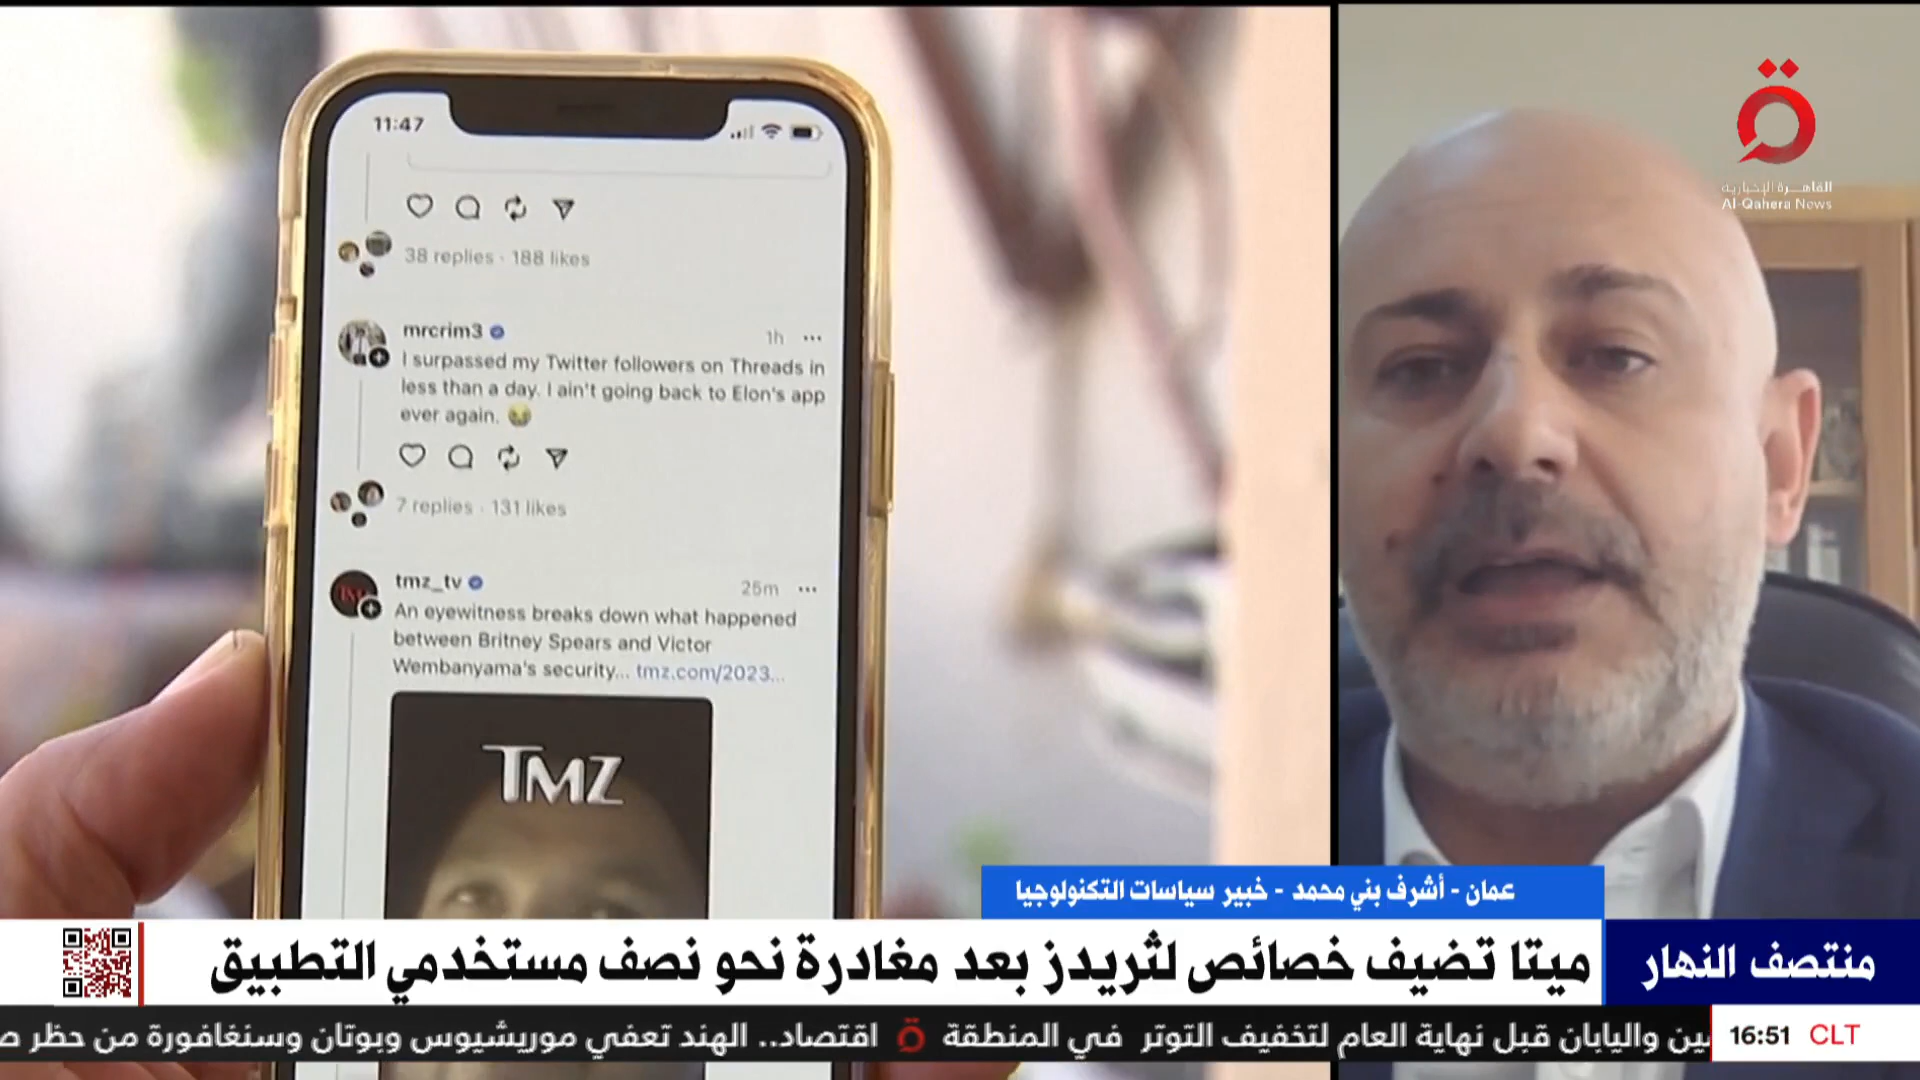 11:47
38 replies · 188 likes
mrcrim3
1h
I surpassed my Twitter followers on Threads in
less than a day. I ain't going back to Elon's app
ever again. 😂
7 replies · 131 likes
tmz_tv
25m
An eyewitness breaks down what happened
between Britney Spears and Victor
Wembanyama's security... tmz.com/2023...
TMZ
القاهرة الإخبارية
Al-Qahera News
عمان - أشرف بني محمد - خبير سياسات التكنولوجيا
منتصف النهار
ميتا تضيف خصائص لثريدز بعد مغادرة نحو نصف مستخدمي التطبيق
واليابان قبل نهاية العام لتخفيف التوتر في المنطقة
اقتصاد.. الهند تعفي موريشيوس وبوتان وسنغافورة من حظر
16:51 CLT